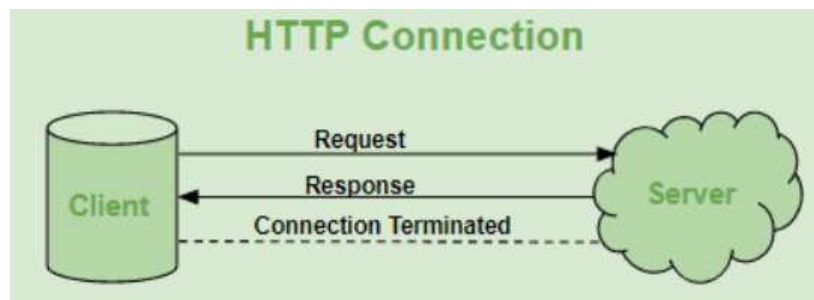 HTTP Connection
Request
Response
Client
Server
Connection Terminated